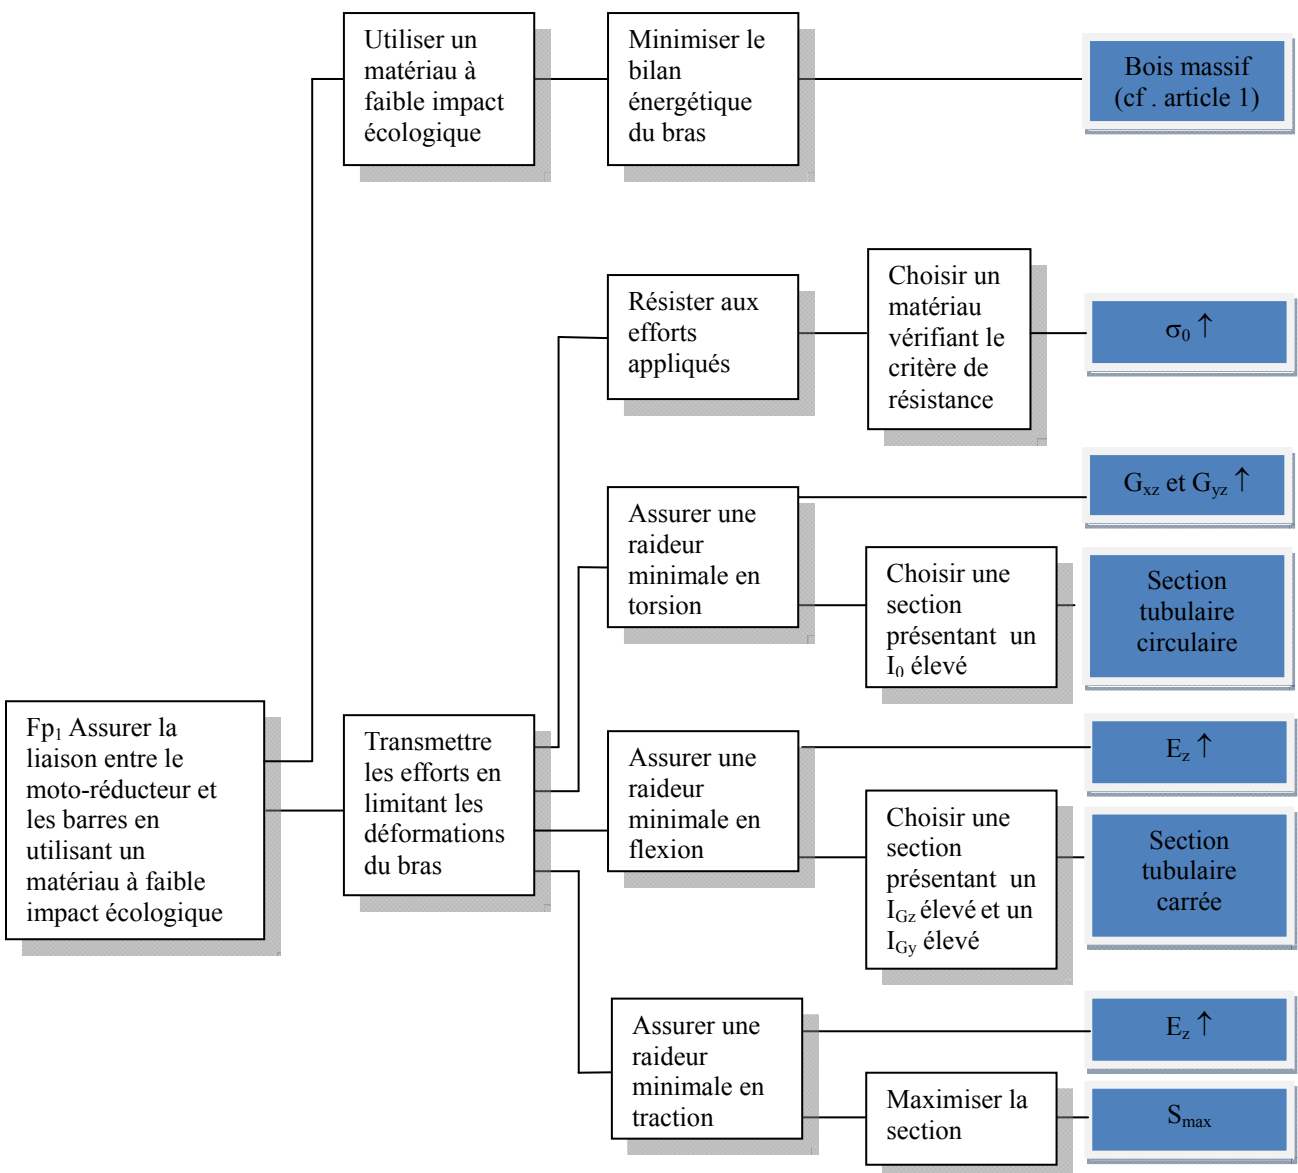 Utiliser un
matériau à
faible impact
écologique
Minimiser le
bilan
énergétique
du bras
Bois massif
(cf . article 1)
Résister aux
efforts
appliqués
Choisir un
matériau
vérifiant le
critère de
résistance
σ0 ↑
Assurer une
raideur
minimale en
torsion
Gxz et Gyz ↑
Choisir une
section
présentant un
I0 élevé
Section
tubulaire
circulaire
Fp1 Assurer la
liaison entre le
moto-réducteur et
les barres en
utilisant un
matériau à faible
impact écologique
Transmettre
les efforts en
limitant les
déformations
du bras
Assurer une
raideur
minimale en
flexion
Ez ↑
Choisir une
section
présentant un
IGz élevé et un
IGy élevé
Section
tubulaire
carrée
Assurer une
raideur
minimale en
traction
Ez ↑
Maximiser la
section
Smax